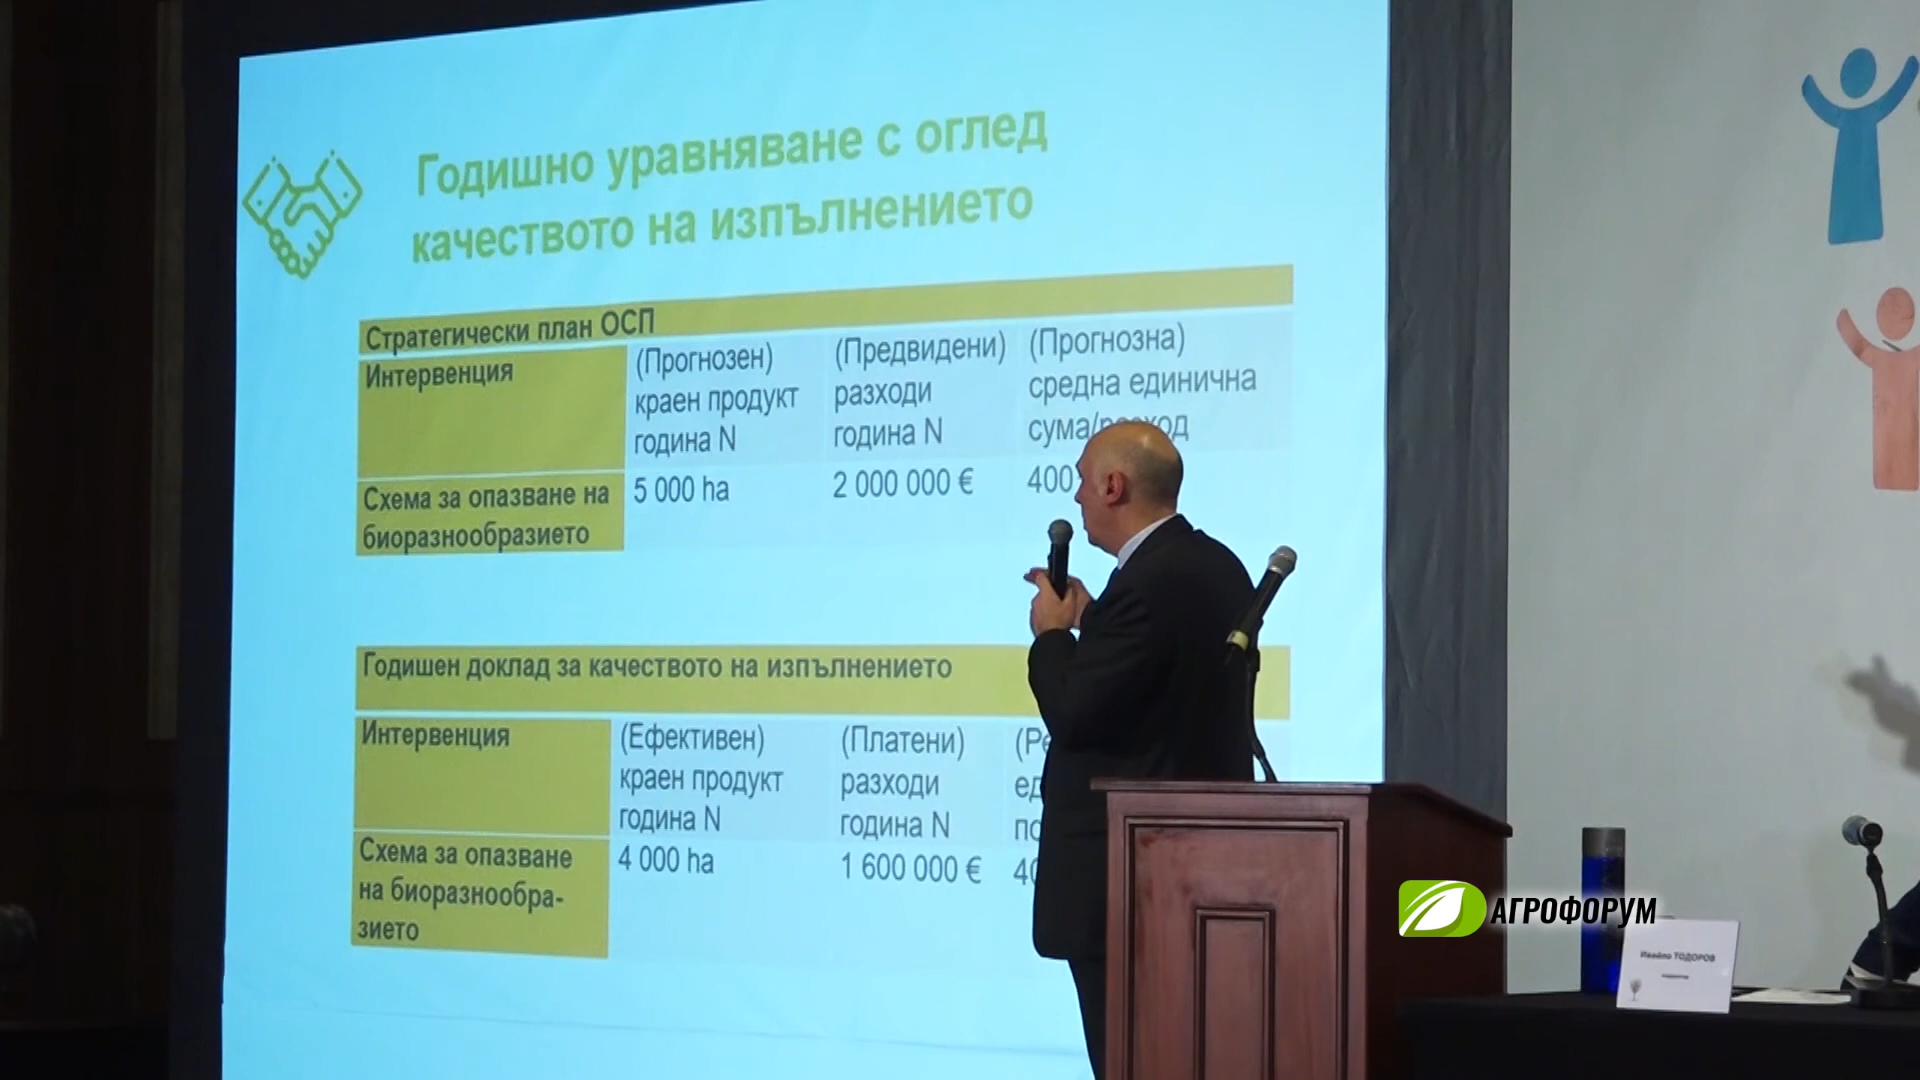 Годишно уравняване с оглед
качеството на изпълнението
Стратегически план ОСП
Интервенция
(Прогнозен)
краен продукт
година N
(Предвидени)
разходи
година N
(Прогнозна)
средна единична
Схема за опазване на
биоразнообразието
5 000 ha
2 000 000 €
400
Годишен доклад за качеството на изпълнението
Интервенция
(Ефективен)
краен продукт
година N
(Платени)
разходи
година N
Схема за опазване
на биоразнообра-
зието
4 000 ha
1 600 000 €
АГРОФОРУМ
Ивайло ТОДОРОВ